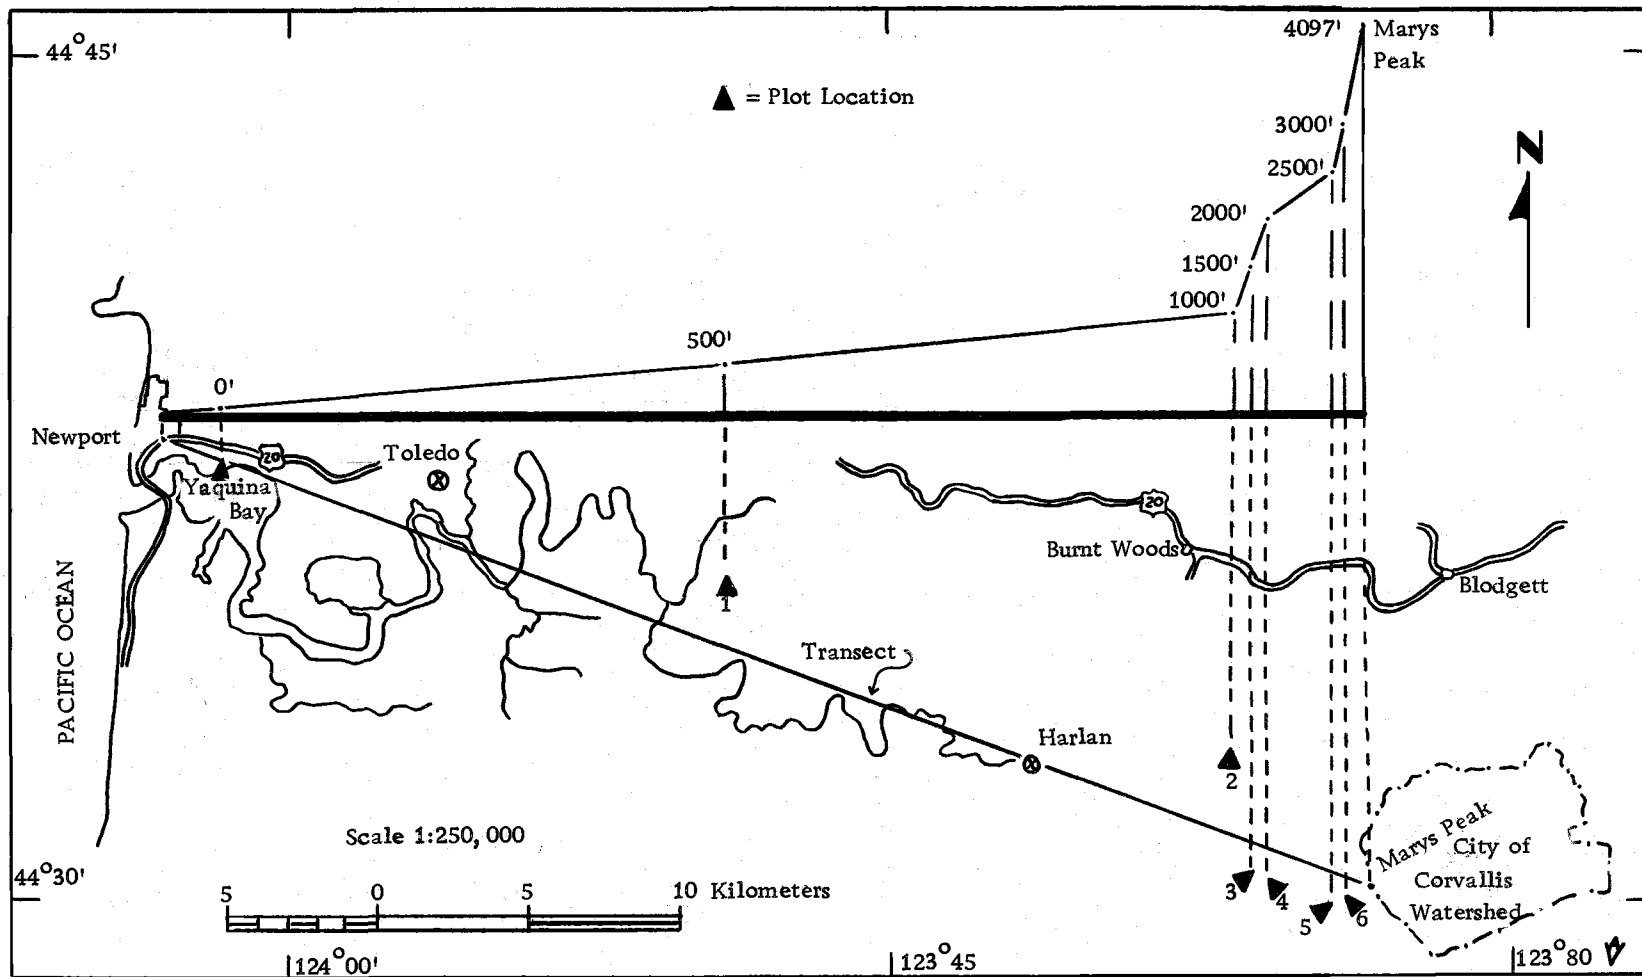 44°45'
4097'
Marys
Peak
▲ = Plot Location
3000'
N
2500'
2000'
1500'
1000'
500'
0'
Newport
20
Toledo
Yaquina
Bay
20
Burnt Woods
Blodgett
1
PACIFIC OCEAN
Transect
Harlan
2
Scale 1:250,000
Marys Peak
City of
Corvallis
Watershed
44°30'
5 0 5 10 Kilometers
3
4
5
6
124°00'
123°45
123°80